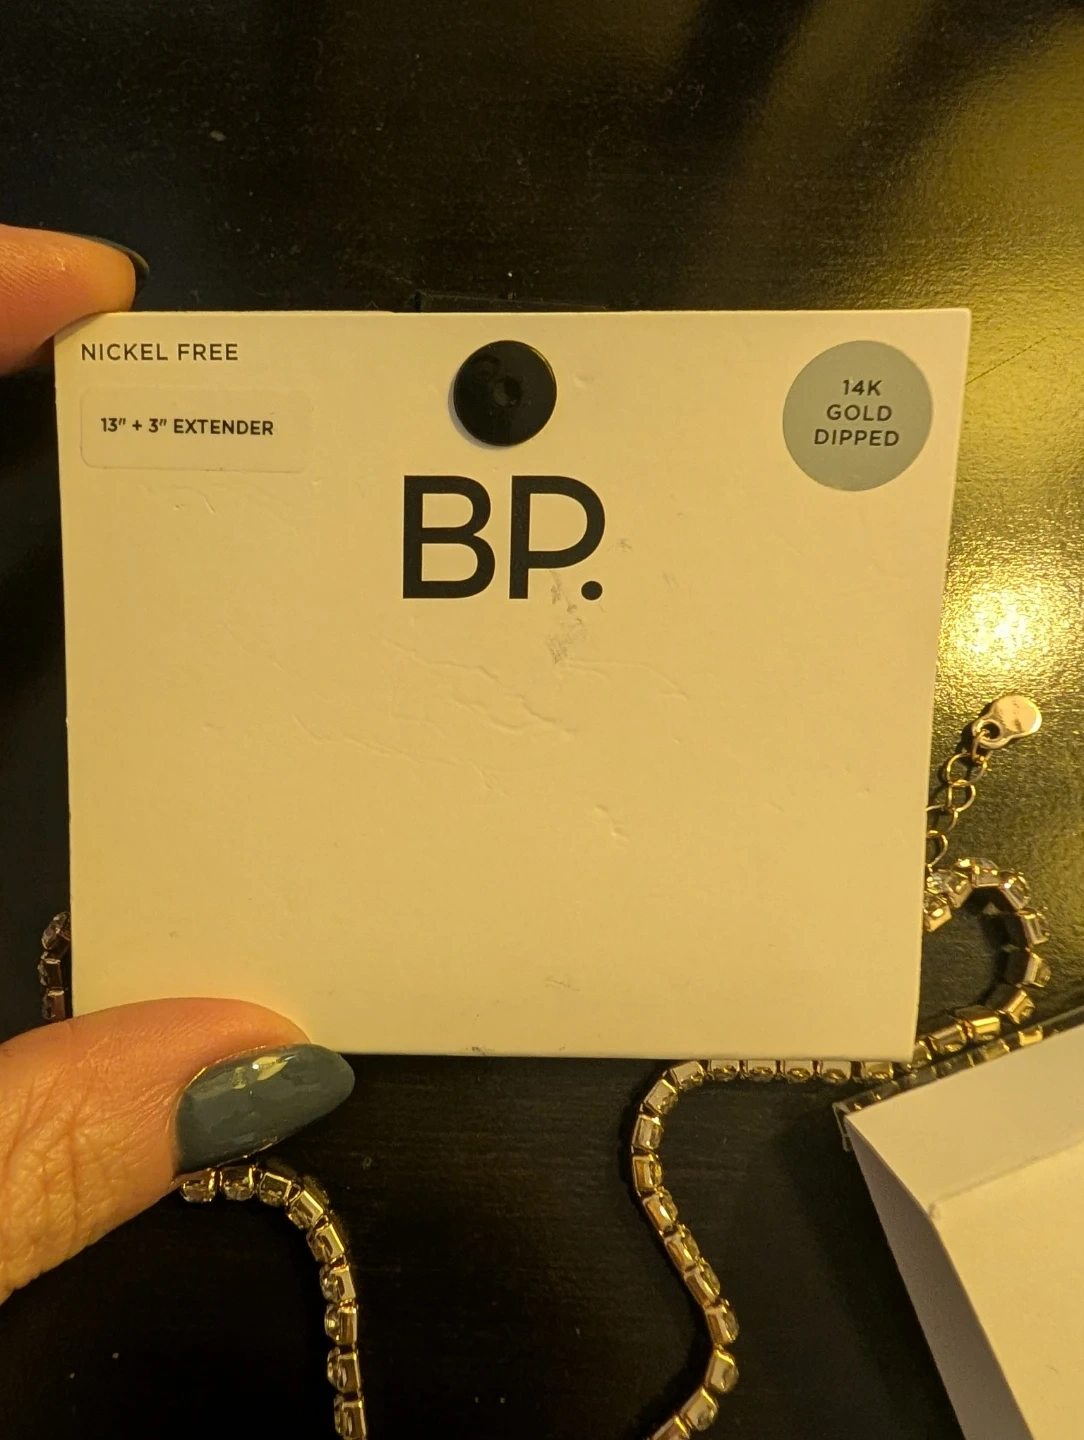 NICKEL FREE
13" + 3" EXTENDER
14K
GOLD
DIPPED
BP.